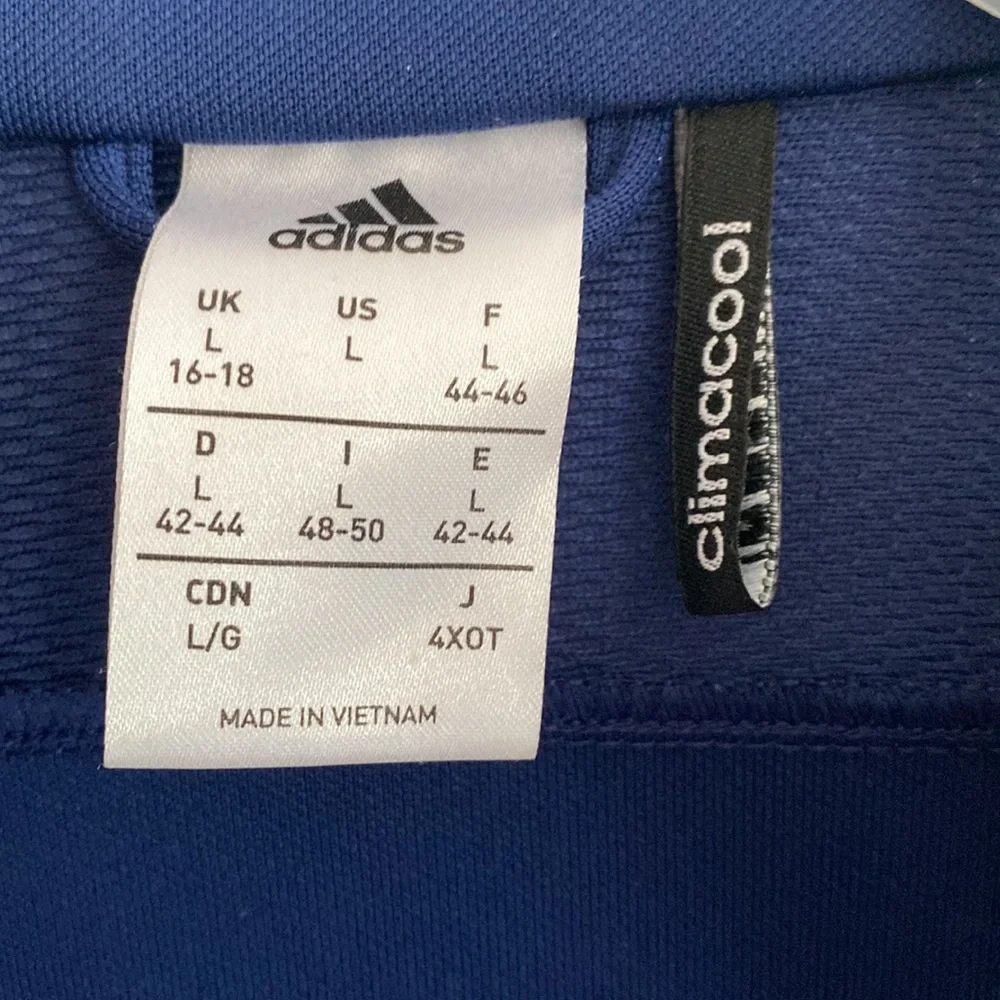 adidas
UK US F
L L L
16-18 44-46
D I E
L L L
42-44 48-50 42-44
CDN J
L/G 4XOT
MADE IN VIETNAM
climacool